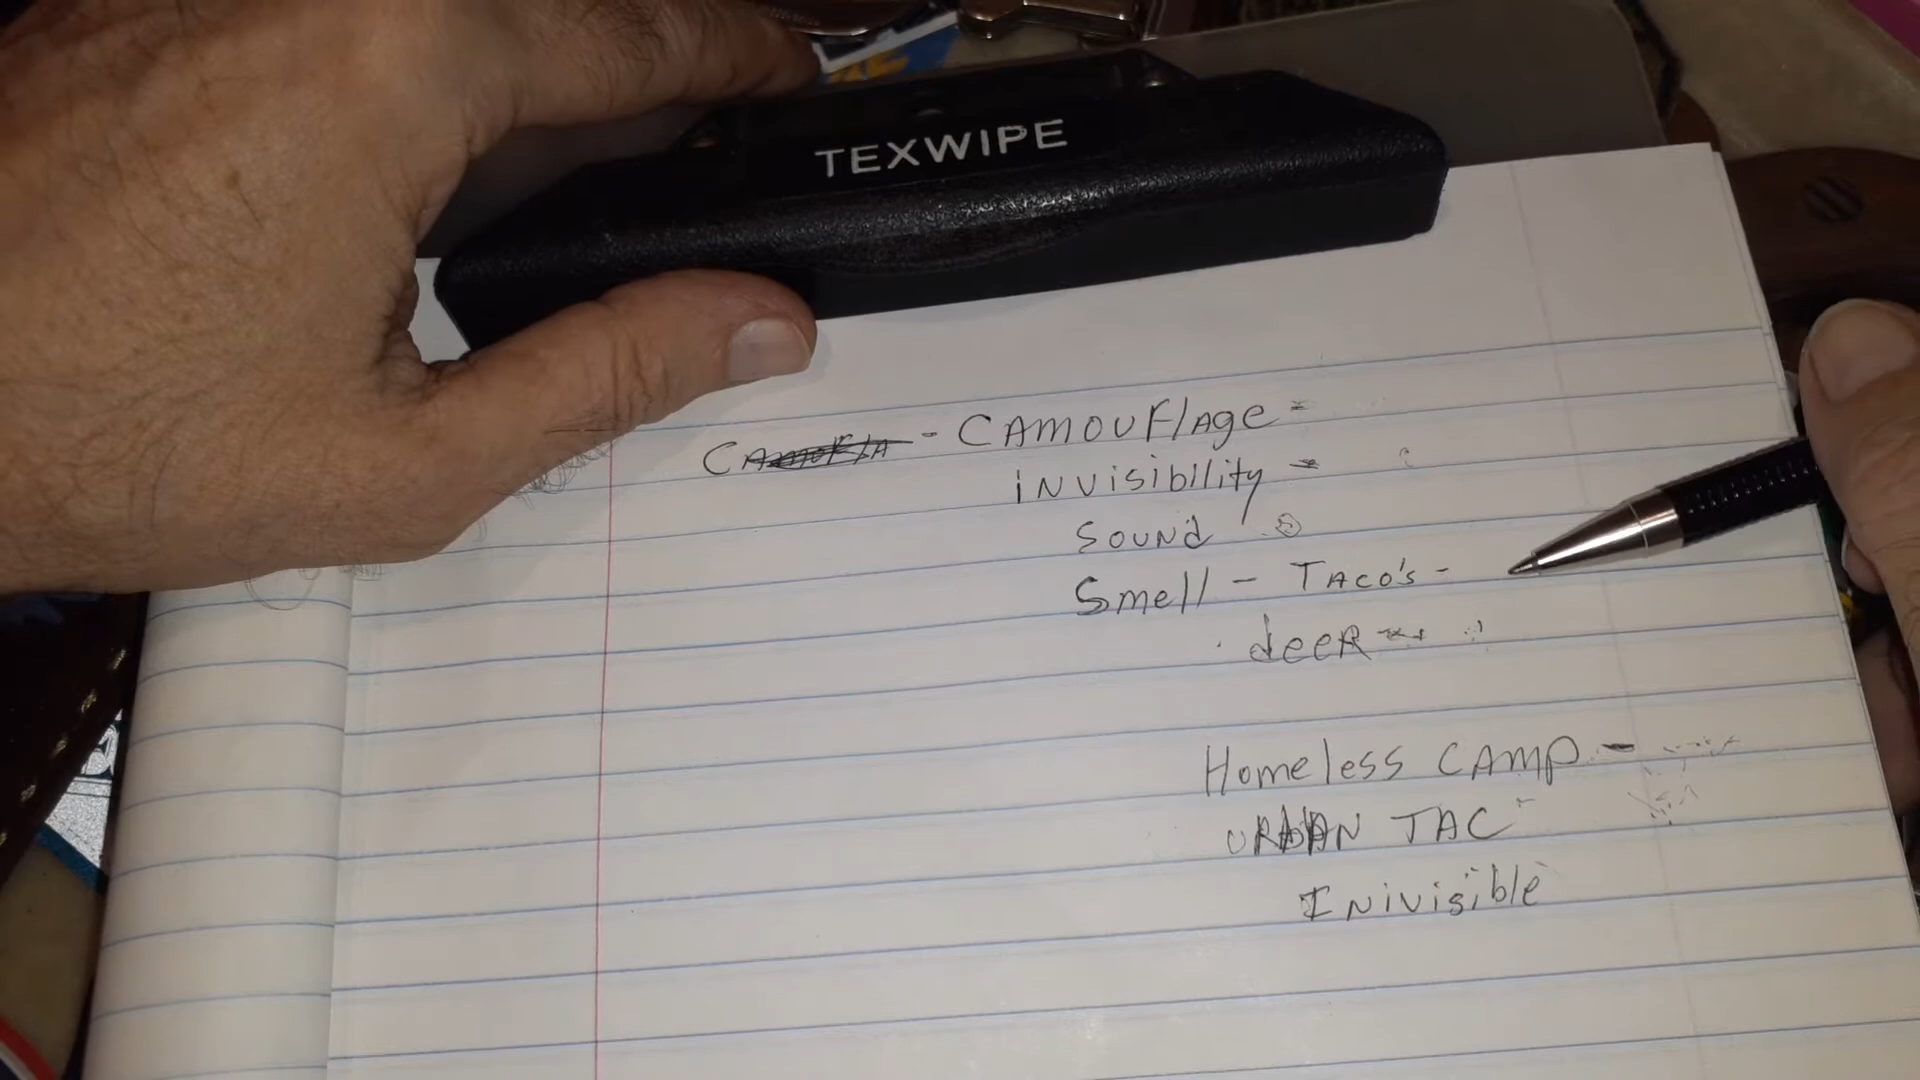 TEXWIPE
- CAMOUFlAge -
iNVisibility -
SOUNd
Smell - TACO's -
deeR -
Homeless CAMP -
URBAN TAC -
INivisible